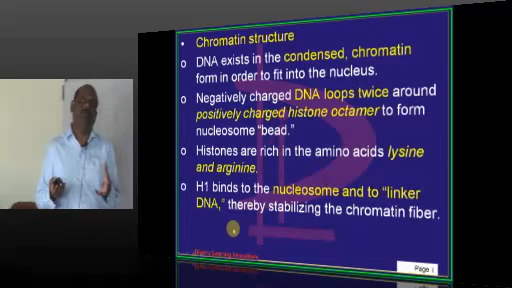 • Chromatin structure
o DNA exists in the condensed, chromatin
form in order to fit into the nucleus.
o Negatively charged DNA loops twice around
positively charged histone octamer to form
nucleosome “bead.”
o Histones are rich in the amino acids lysine
and arginine.
o H1 binds to the nucleosome and to “linker
DNA,” thereby stabilizing the chromatin fiber.
Page 1